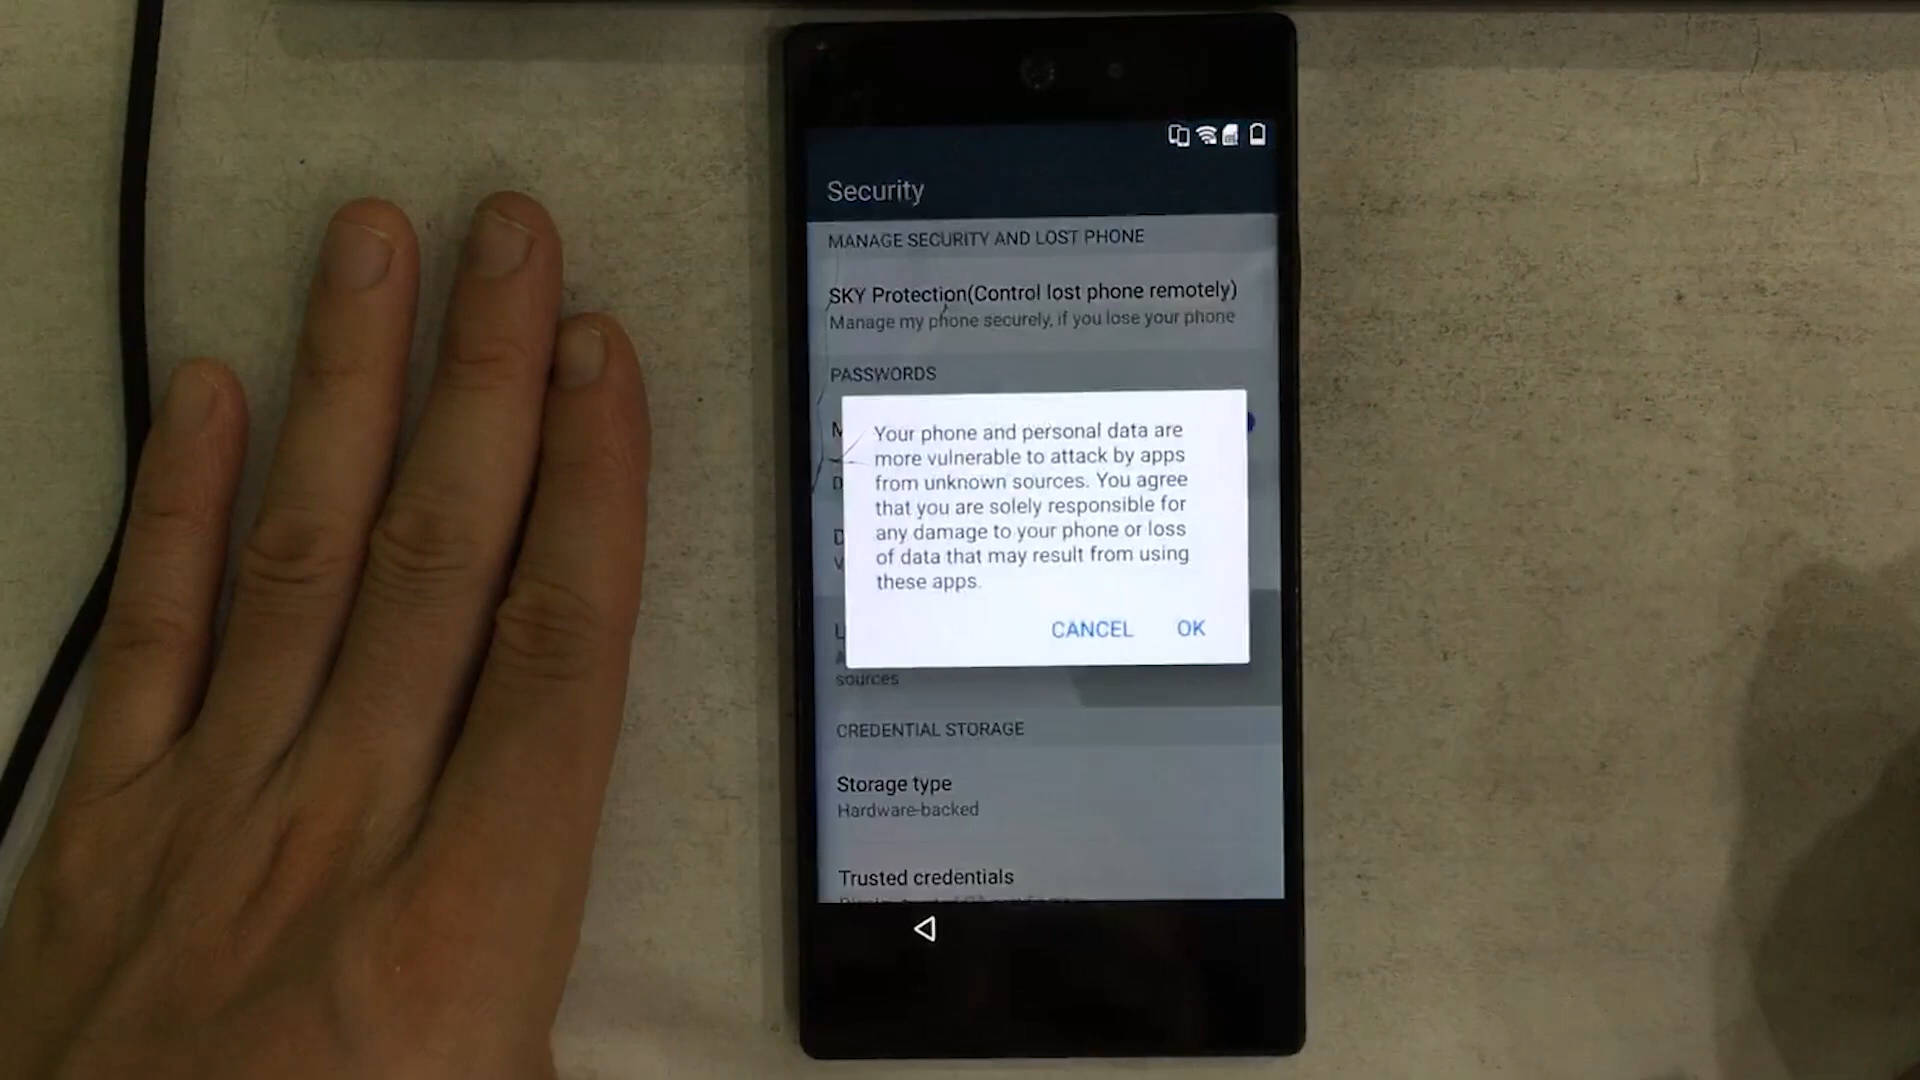 Security
MANAGE SECURITY AND LOST PHONE
SKY Protection(Control lost phone remotely)
Manage my phone securely, if you lose your phone
PASSWORDS
Your phone and personal data are
more vulnerable to attack by apps
from unknown sources. You agree
that you are solely responsible for
any damage to your phone or loss
of data that may result from using
these apps.
CANCEL OK
sources
CREDENTIAL STORAGE
Storage type
Hardware-backed
Trusted credentials